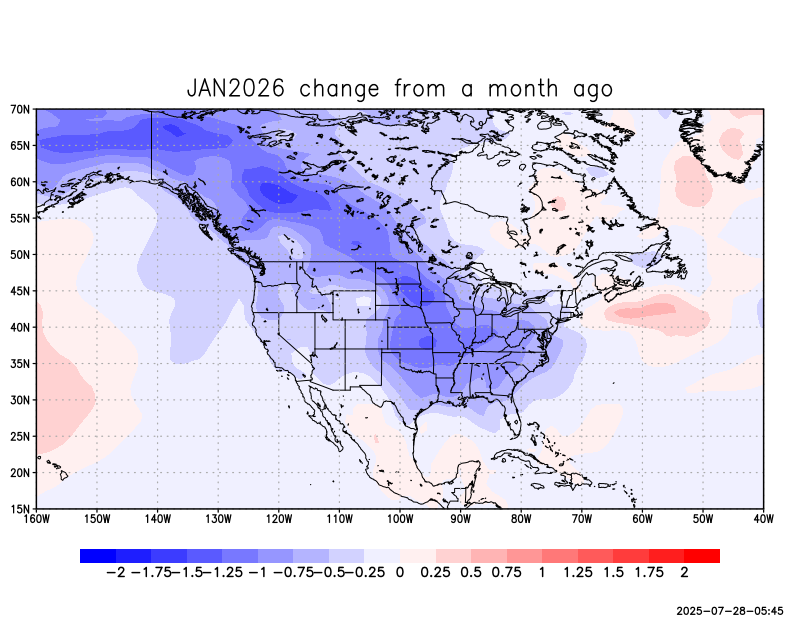 JAN2026 change from a month ago
70N
65N
60N
55N
50N
45N
40N
35N
30N
25N
20N
15N
160W 150W 140W 130W 120W 110W 100W 90W 80W 70W 60W 50W 40W
−2 −1.75 −1.5 −1.25 −1 −0.75 −0.5 −0.25 0 0.25 0.5 0.75 1 1.25 1.5 1.75 2
2025-07-28-05:45